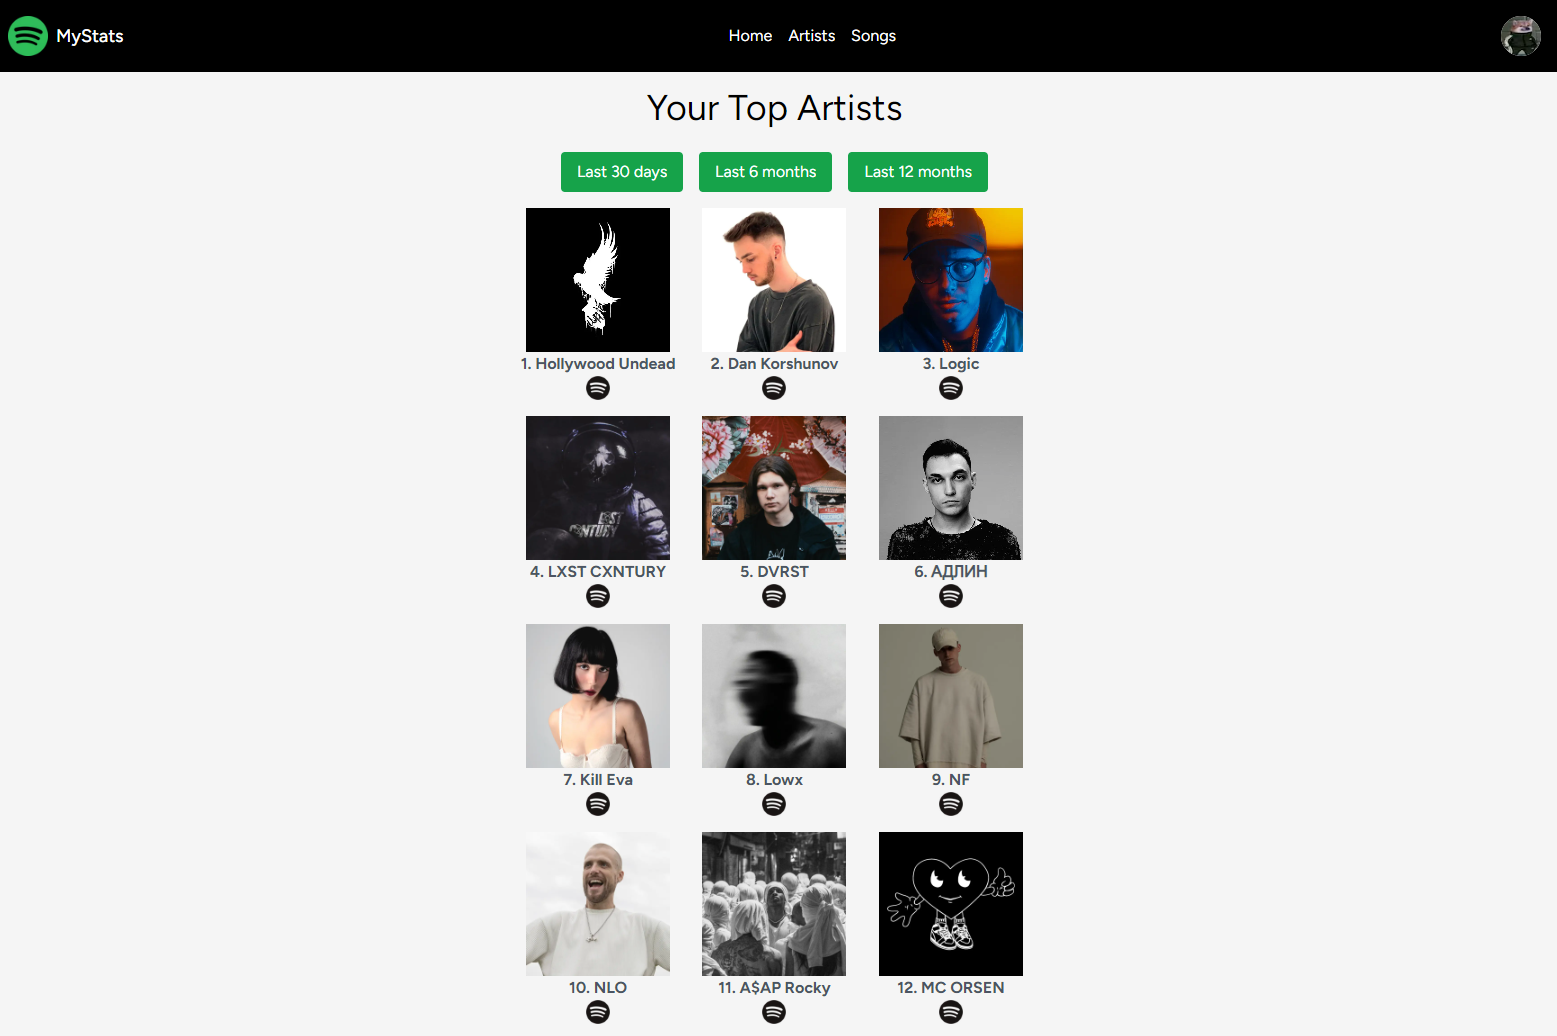 MyStats
Home Artists Songs
Your Top Artists
Last 30 days Last 6 months Last 12 months
1. Hollywood Undead 2. Dan Korshunov 3. Logic
LXST CXNTURY
4. LXST CXNTURY 5. DVRST 6. АДЛИН
7. Kill Eva 8. Lowx 9. NF
10. NLO 11. A$AP Rocky 12. MC ORSEN